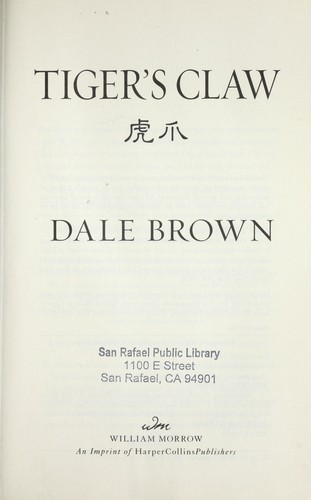 TIGER'S CLAW
虎爪
DALE BROWN
San Rafael Public Library
1100 E Street
San Rafael, CA 94901
wm
WILLIAM MORROW
An Imprint of HarperCollinsPublishers